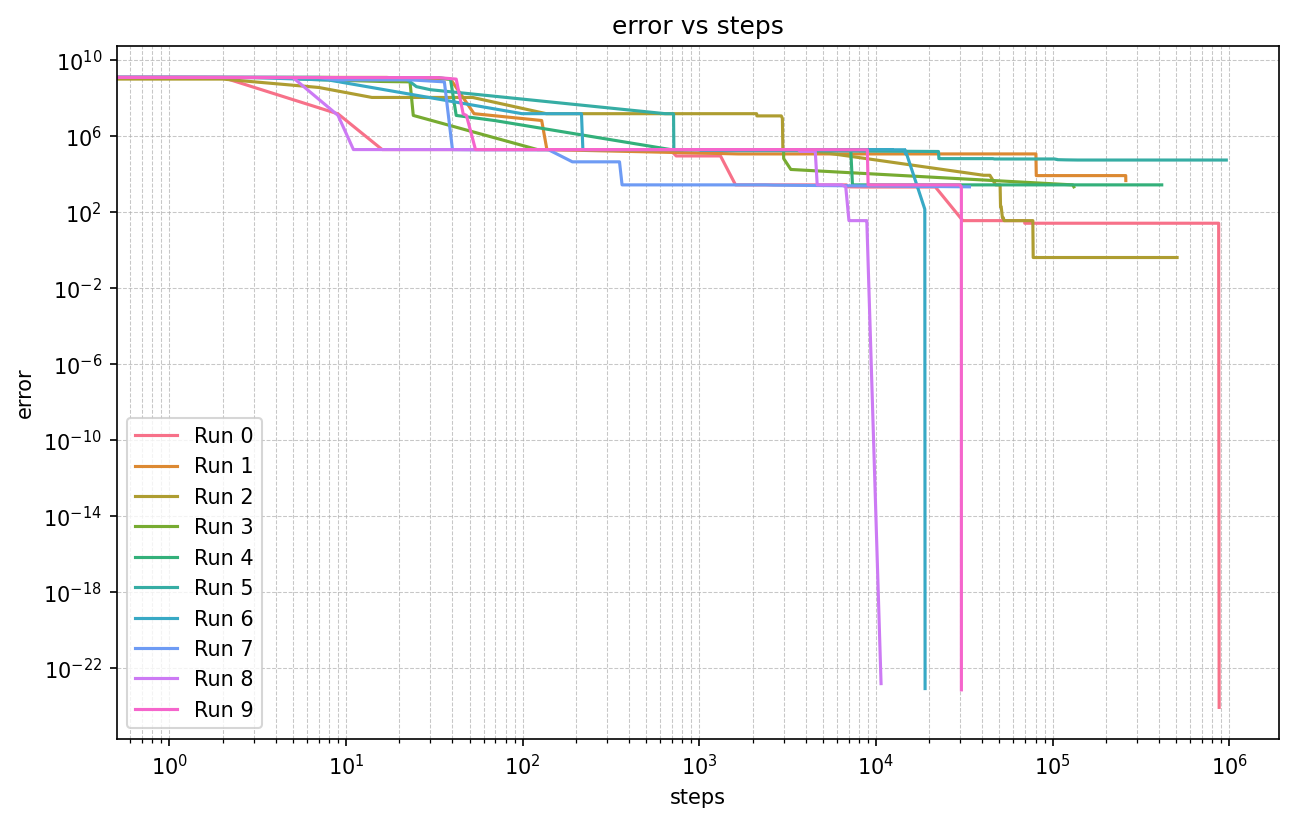 error vs steps
10^10
10^6
10^2
10^−2
10^−6
10^−10
10^−14
10^−18
10^−22
error
Run 0
Run 1
Run 2
Run 3
Run 4
Run 5
Run 6
Run 7
Run 8
Run 9
10^0 10^1 10^2 10^3 10^4 10^5 10^6
steps